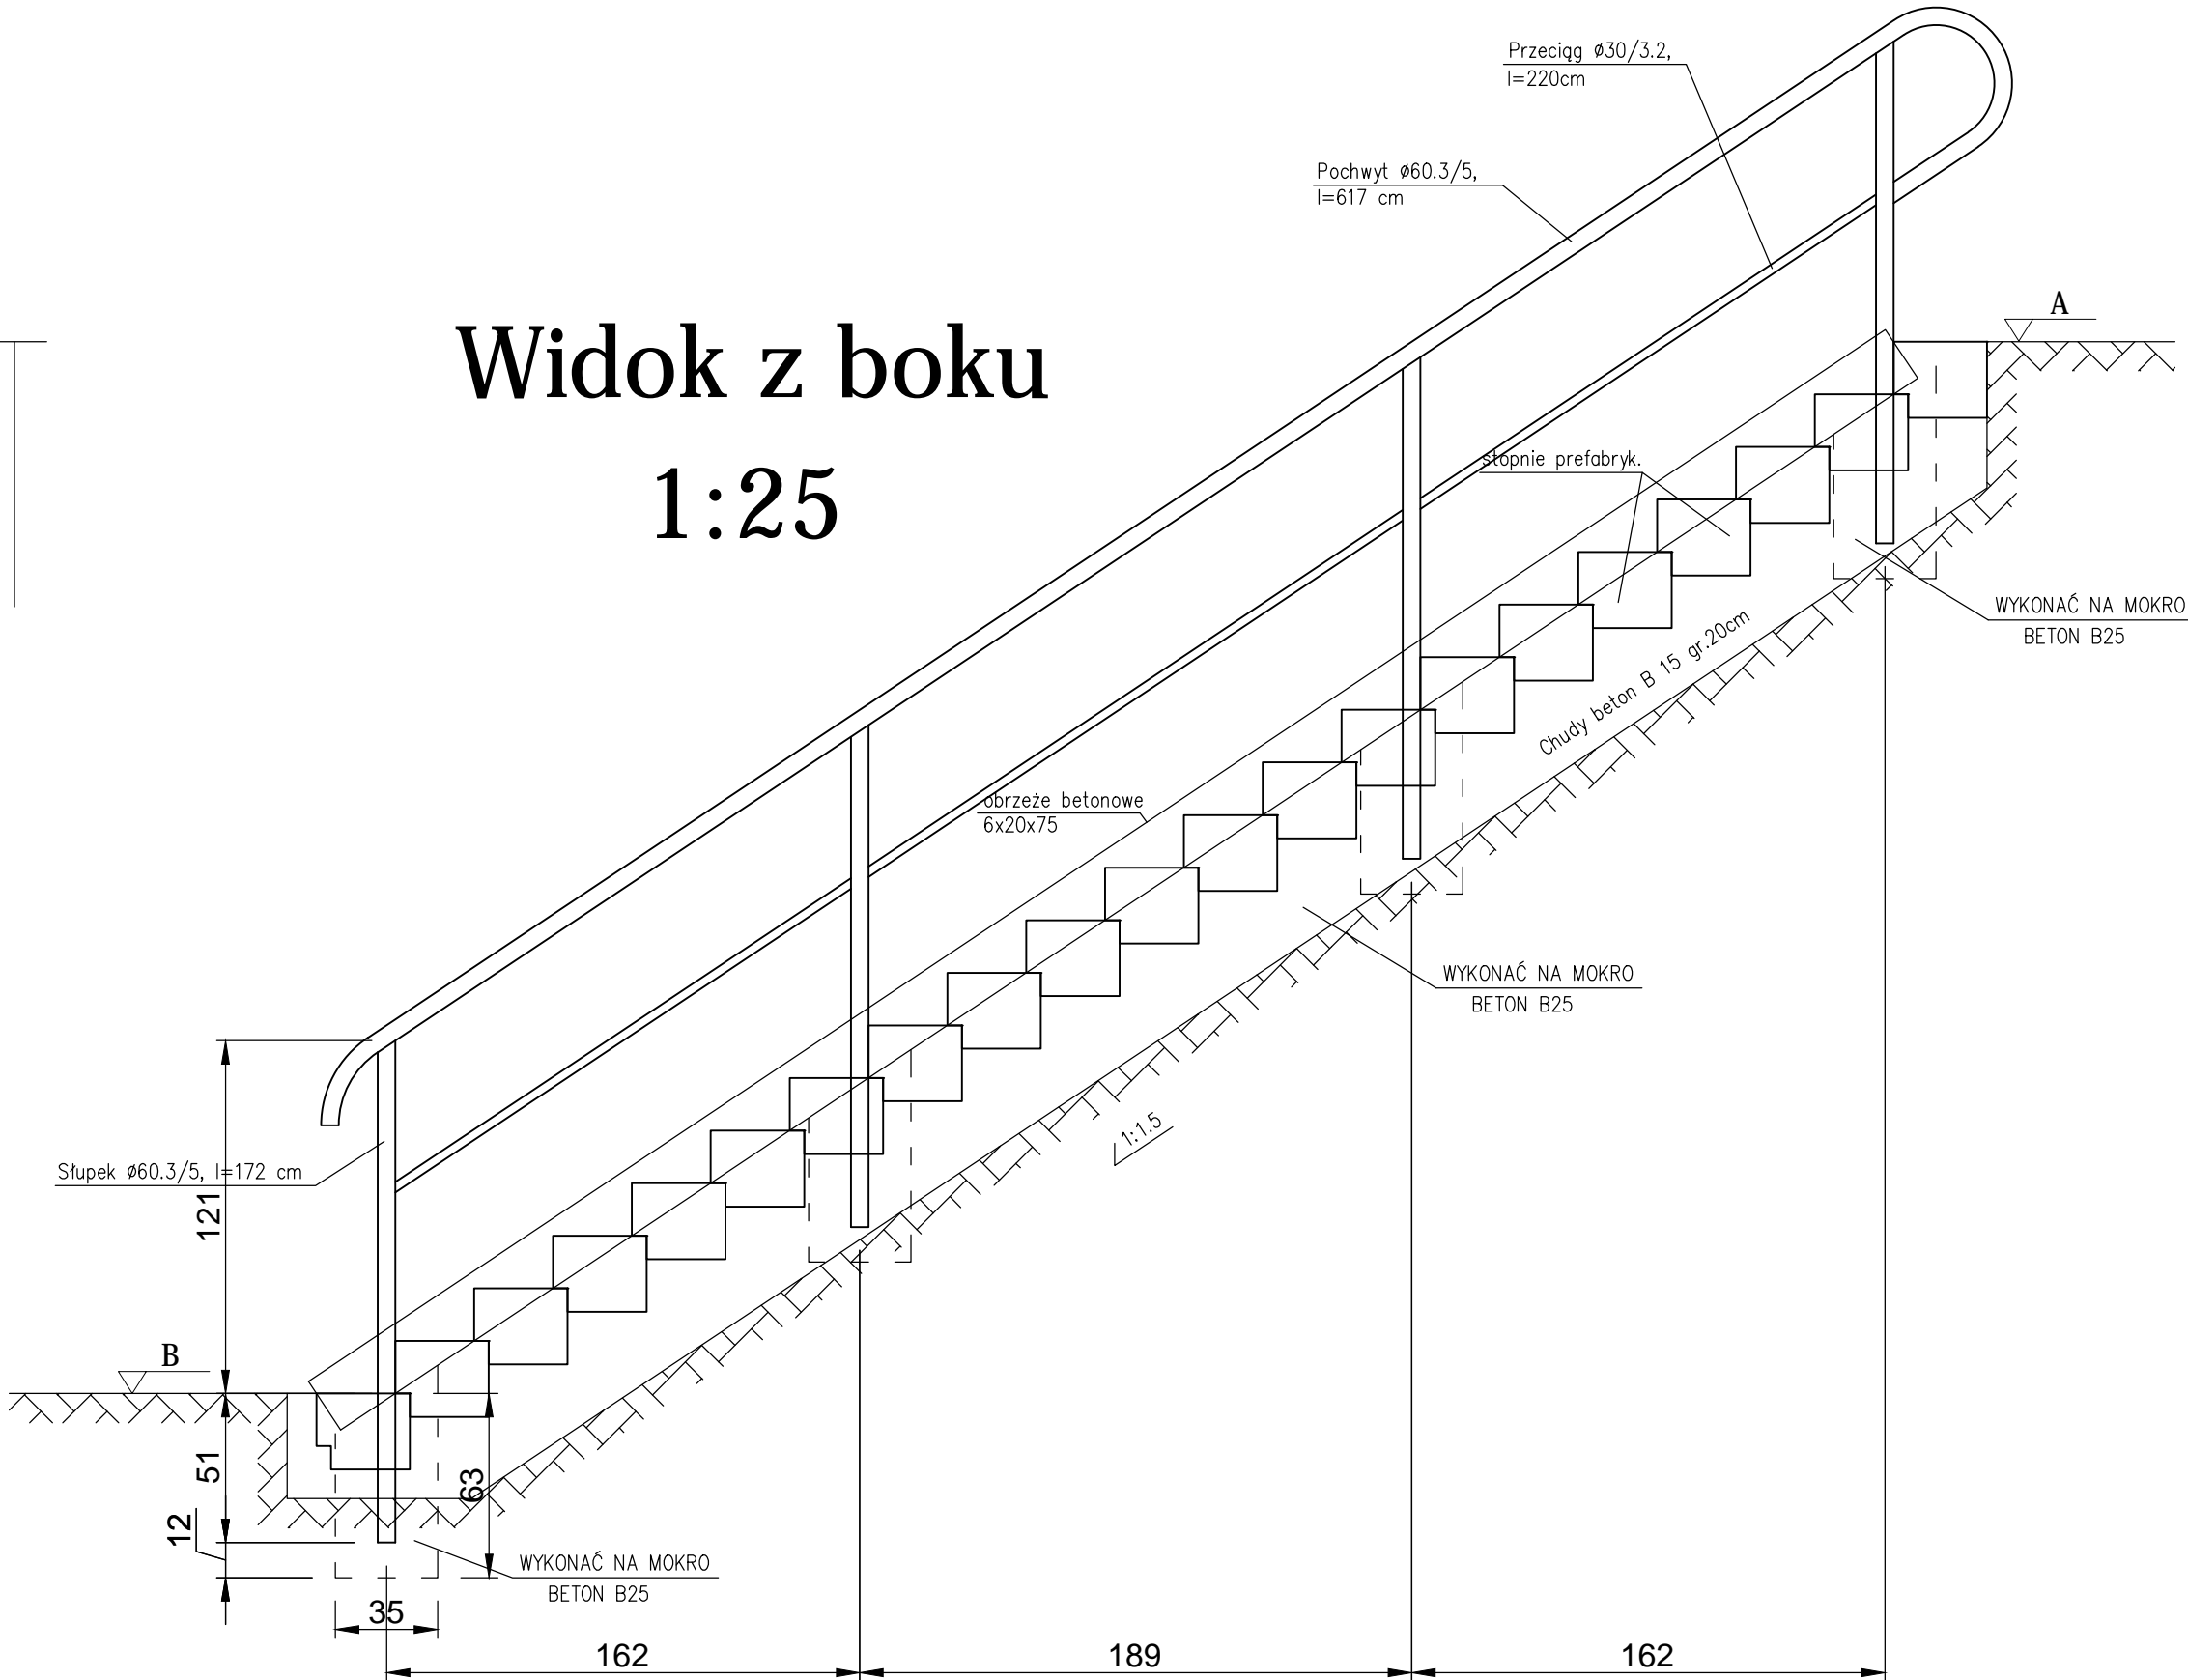 Przeciąg ø30/3.2,
l=220cm
Pochwyt ø60.3/5,
l=617 cm
A
Widok z boku
1:25
stopnie prefabryk.
WYKONAĆ NA MOKRO
BETON B25
Chudy beton B 15 gr.20cm
obrzeże betonowe
6x20x75
WYKONAĆ NA MOKRO
BETON B25
1:1.5
Słupek ø60.3/5, l=172 cm
121
B
51
63
12
WYKONAĆ NA MOKRO
BETON B25
35
162
189
162